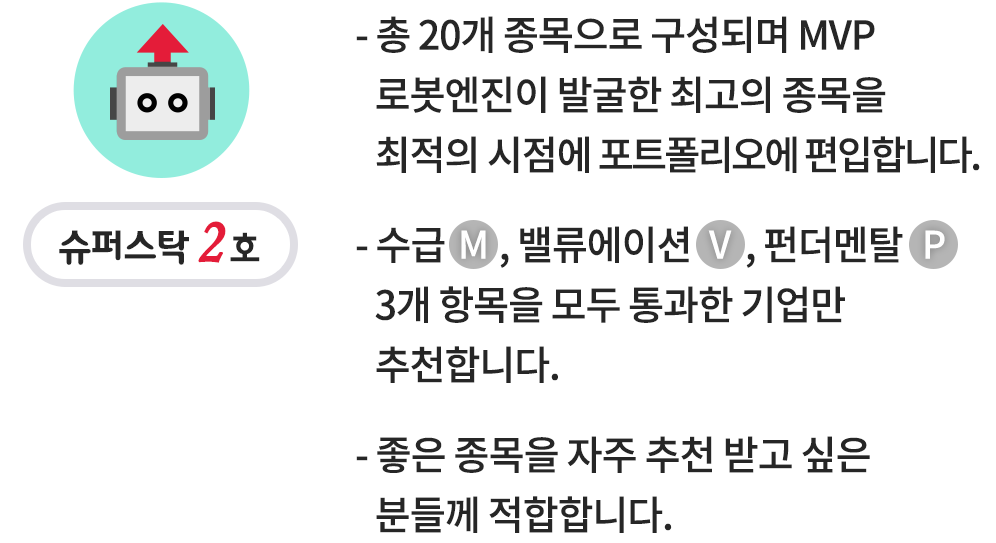 슈퍼스탁 2호
- 총 20개 종목으로 구성되며 MVP
로봇엔진이 발굴한 최고의 종목을
최적의 시점에 포트폴리오에 편입합니다.
- 수급 M, 밸류에이션 V, 펀더멘탈 P
3개 항목을 모두 통과한 기업만
추천합니다.
- 좋은 종목을 자주 추천 받고 싶은
분들께 적합합니다.